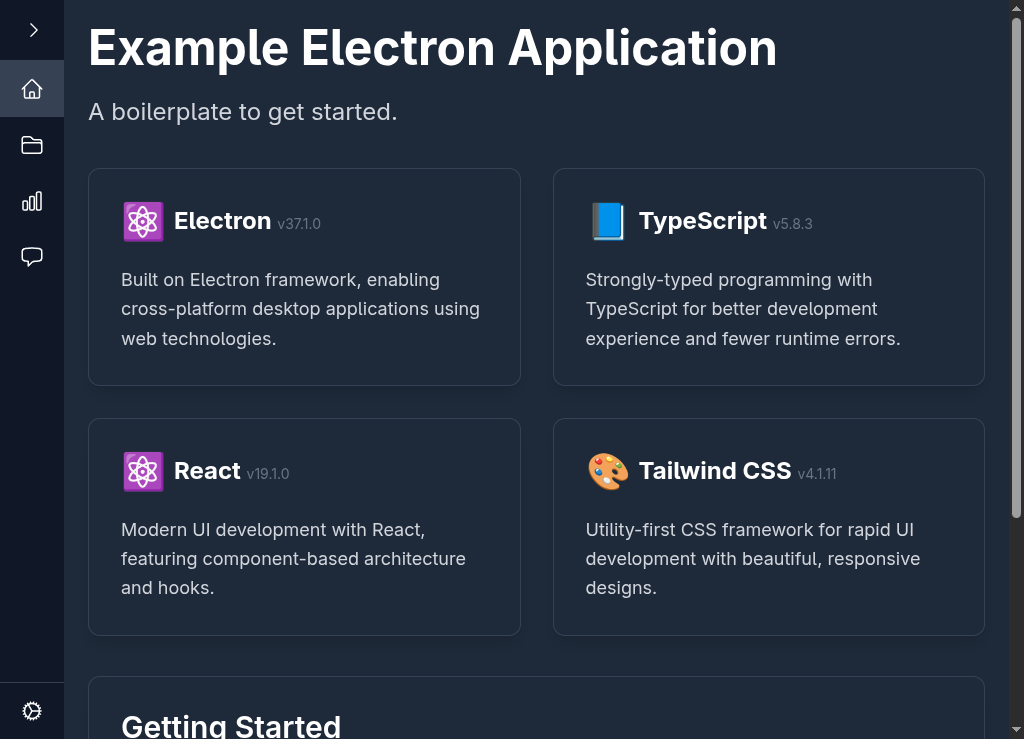 Example Electron Application
A boilerplate to get started.
Electron v37.1.0
Built on Electron framework, enabling
cross-platform desktop applications using
web technologies.
TypeScript v5.8.3
Strongly-typed programming with
TypeScript for better development
experience and fewer runtime errors.
React v19.1.0
Modern UI development with React,
featuring component-based architecture
and hooks.
Tailwind CSS v4.1.11
Utility-first CSS framework for rapid UI
development with beautiful, responsive
designs.
Getting Started